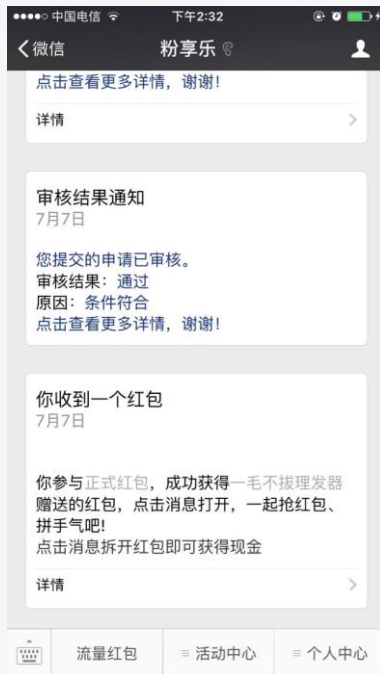 中国电信 下午2:32
微信 粉享乐
点击查看更多详情，谢谢！
详情
审核结果通知
7月7日
您提交的申请已审核。
审核结果：通过
原因：条件符合
点击查看更多详情，谢谢！
你收到一个红包
7月7日
你参与正式红包，成功获得一毛不拔理发器
赠送的红包，点击消息打开，一起抢红包、
拼手气吧!
点击消息拆开红包即可获得现金
详情
流量红包 活动中心 个人中心